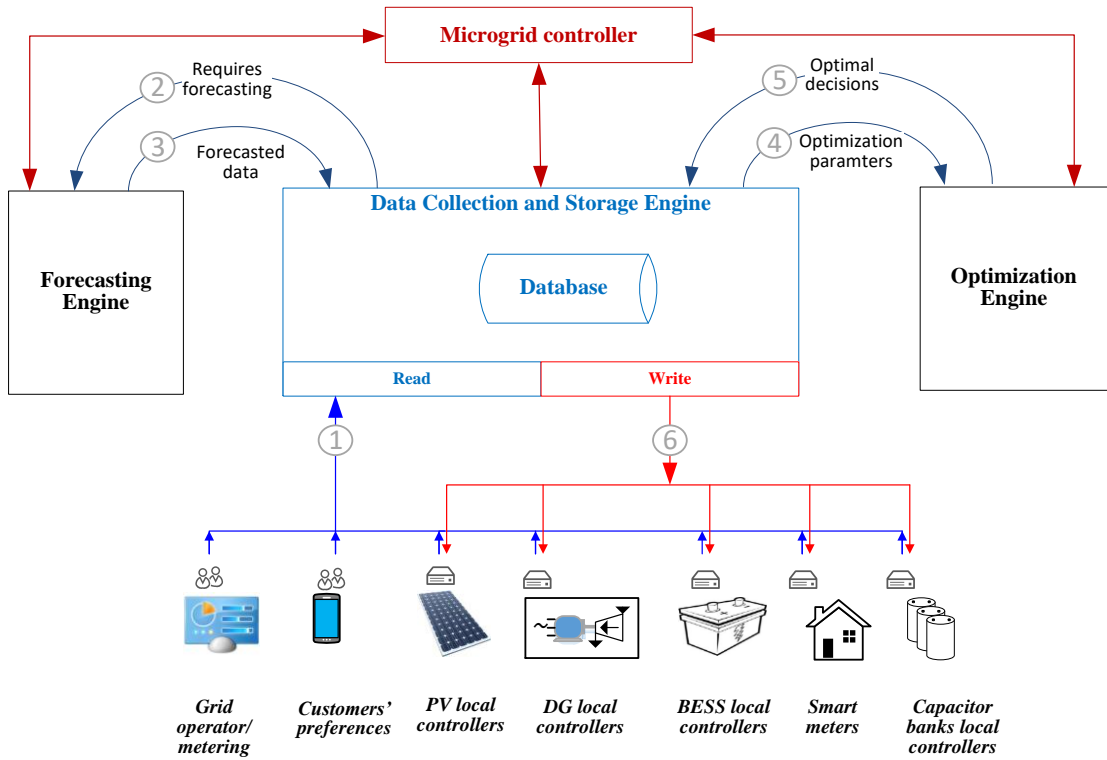 Microgrid controller
2
Requires
forecasting
3
Forecasted
data
5
Optimal
decisions
4
Optimization
paramters
Forecasting
Engine
Data Collection and Storage Engine
Database
Optimization
Engine
Read
Write
1
6
Grid
operator/
metering
Customers’
preferences
PV local
controllers
DG local
controllers
BESS local
controllers
Smart
meters
Capacitor
banks local
controllers